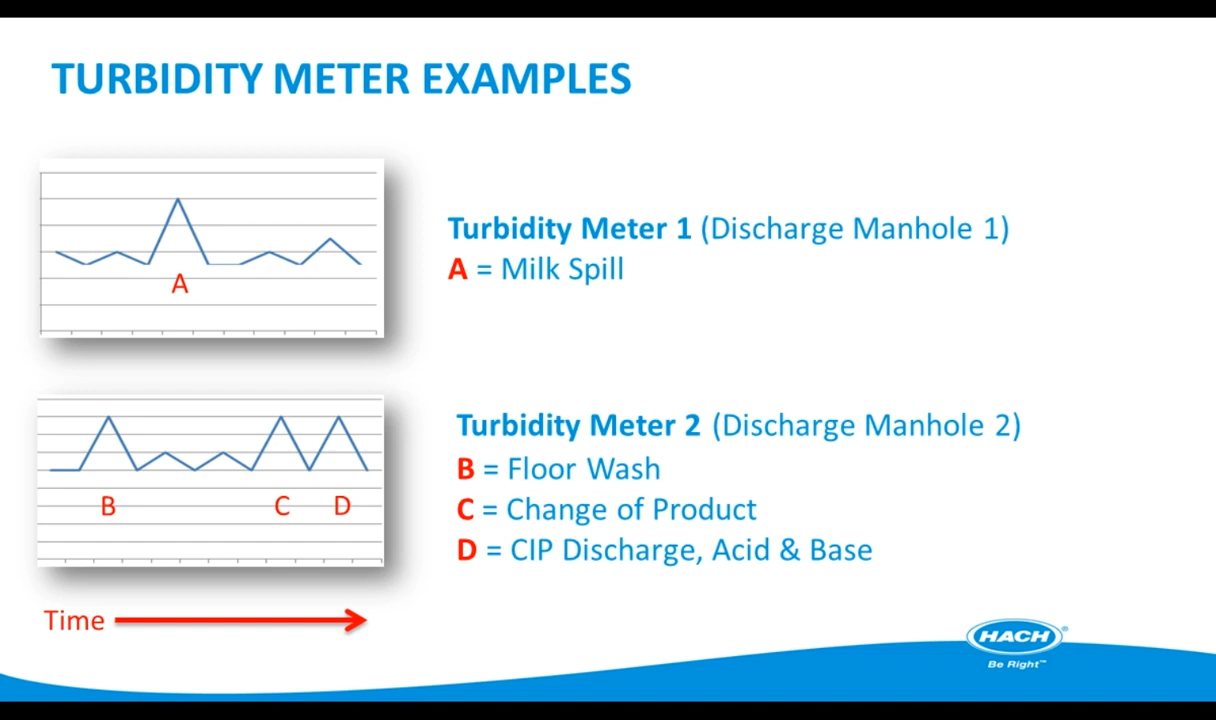 TURBIDITY METER EXAMPLES
A
Turbidity Meter 1 (Discharge Manhole 1)
A = Milk Spill
B C D
Turbidity Meter 2 (Discharge Manhole 2)
B = Floor Wash
C = Change of Product
D = CIP Discharge, Acid & Base
Time
HACH®
Be Right™